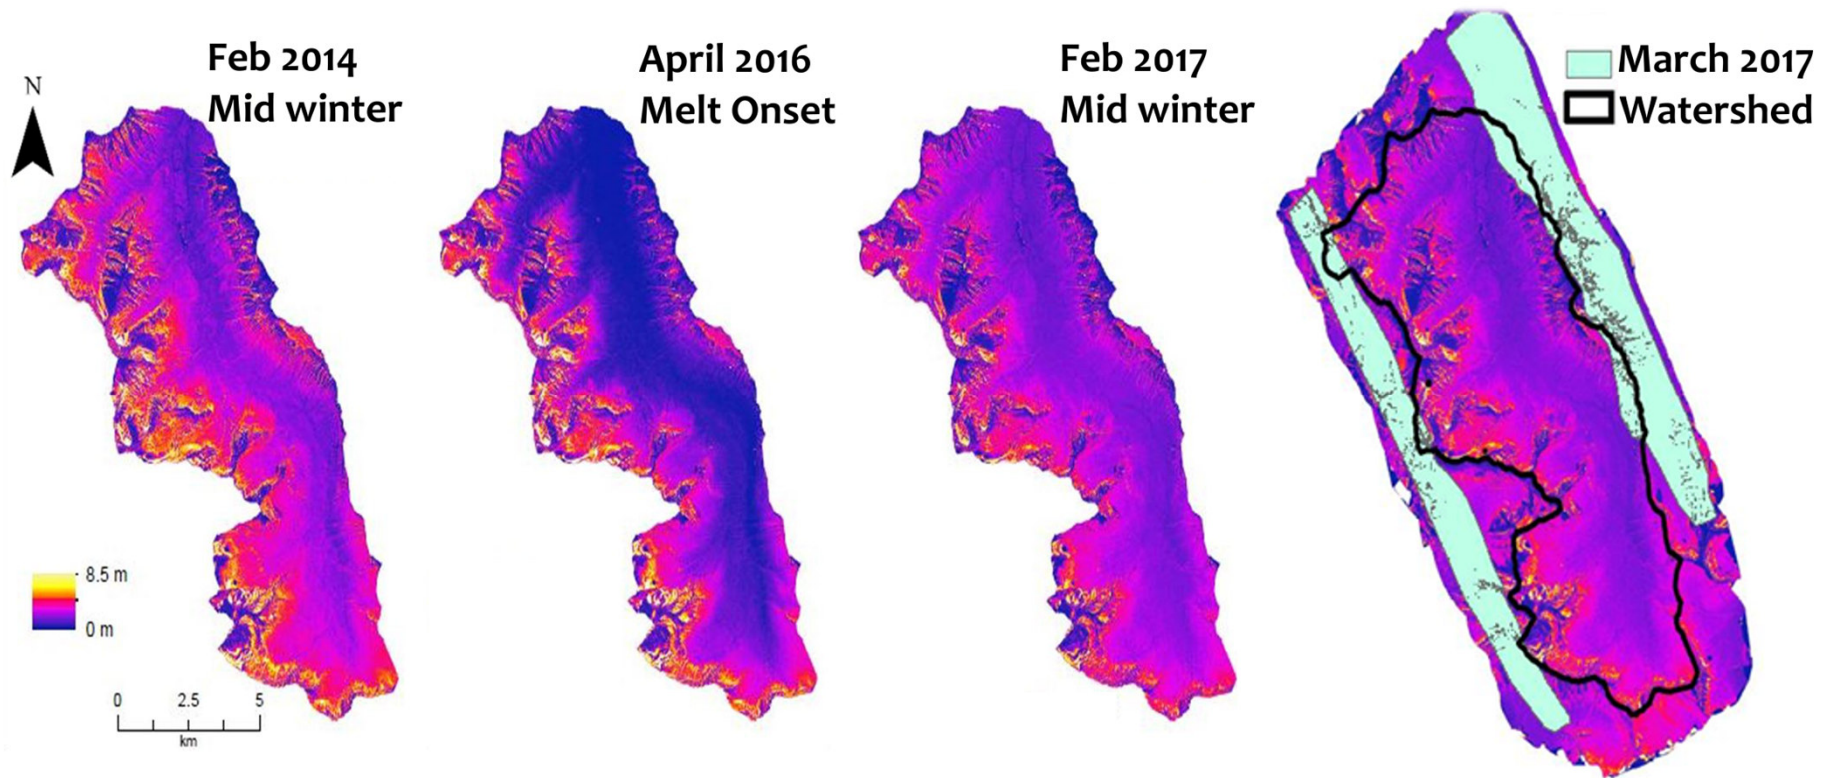 Feb 2014
Mid winter
April 2016
Melt Onset
Feb 2017
Mid winter
March 2017
Watershed
N
8.5 m
0 m
0 2.5 5
km